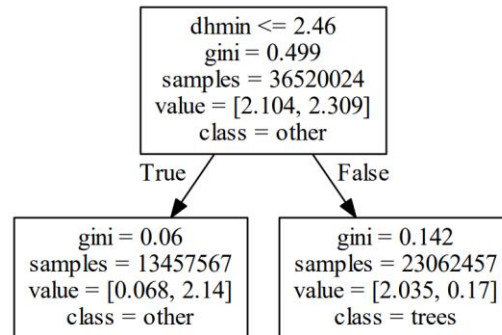 dhmin <= 2.46
gini = 0.499
samples = 36520024
value = [2.104, 2.309]
class = other
True
False
gini = 0.06
samples = 13457567
value = [0.068, 2.14]
class = other
gini = 0.142
samples = 23062457
value = [2.035, 0.17]
class = trees